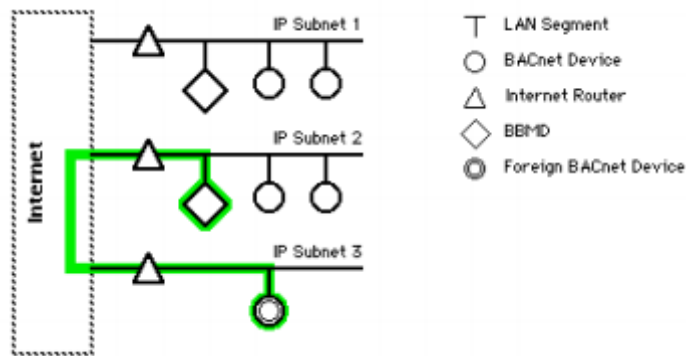 IP Subnet 1
IP Subnet 2
IP Subnet 3
Internet
LAN Segment
BACnet Device
Internet Router
BBMD
Foreign BACnet Device